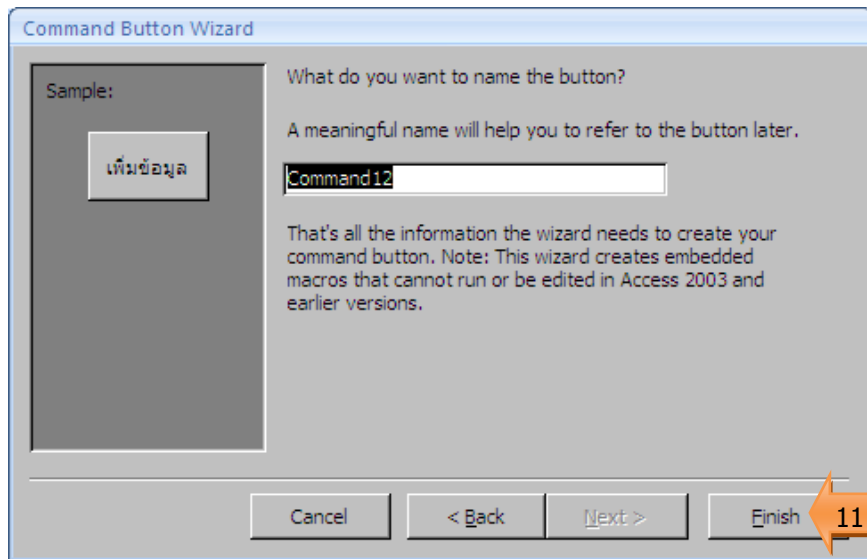 Command Button Wizard
Sample:
เพิ่มข้อมูล
What do you want to name the button?
A meaningful name will help you to refer to the button later.
Command12
That's all the information the wizard needs to create your
command button. Note: This wizard creates embedded
macros that cannot run or be edited in Access 2003 and
earlier versions.
Cancel
< Back
Next >
Finish
11